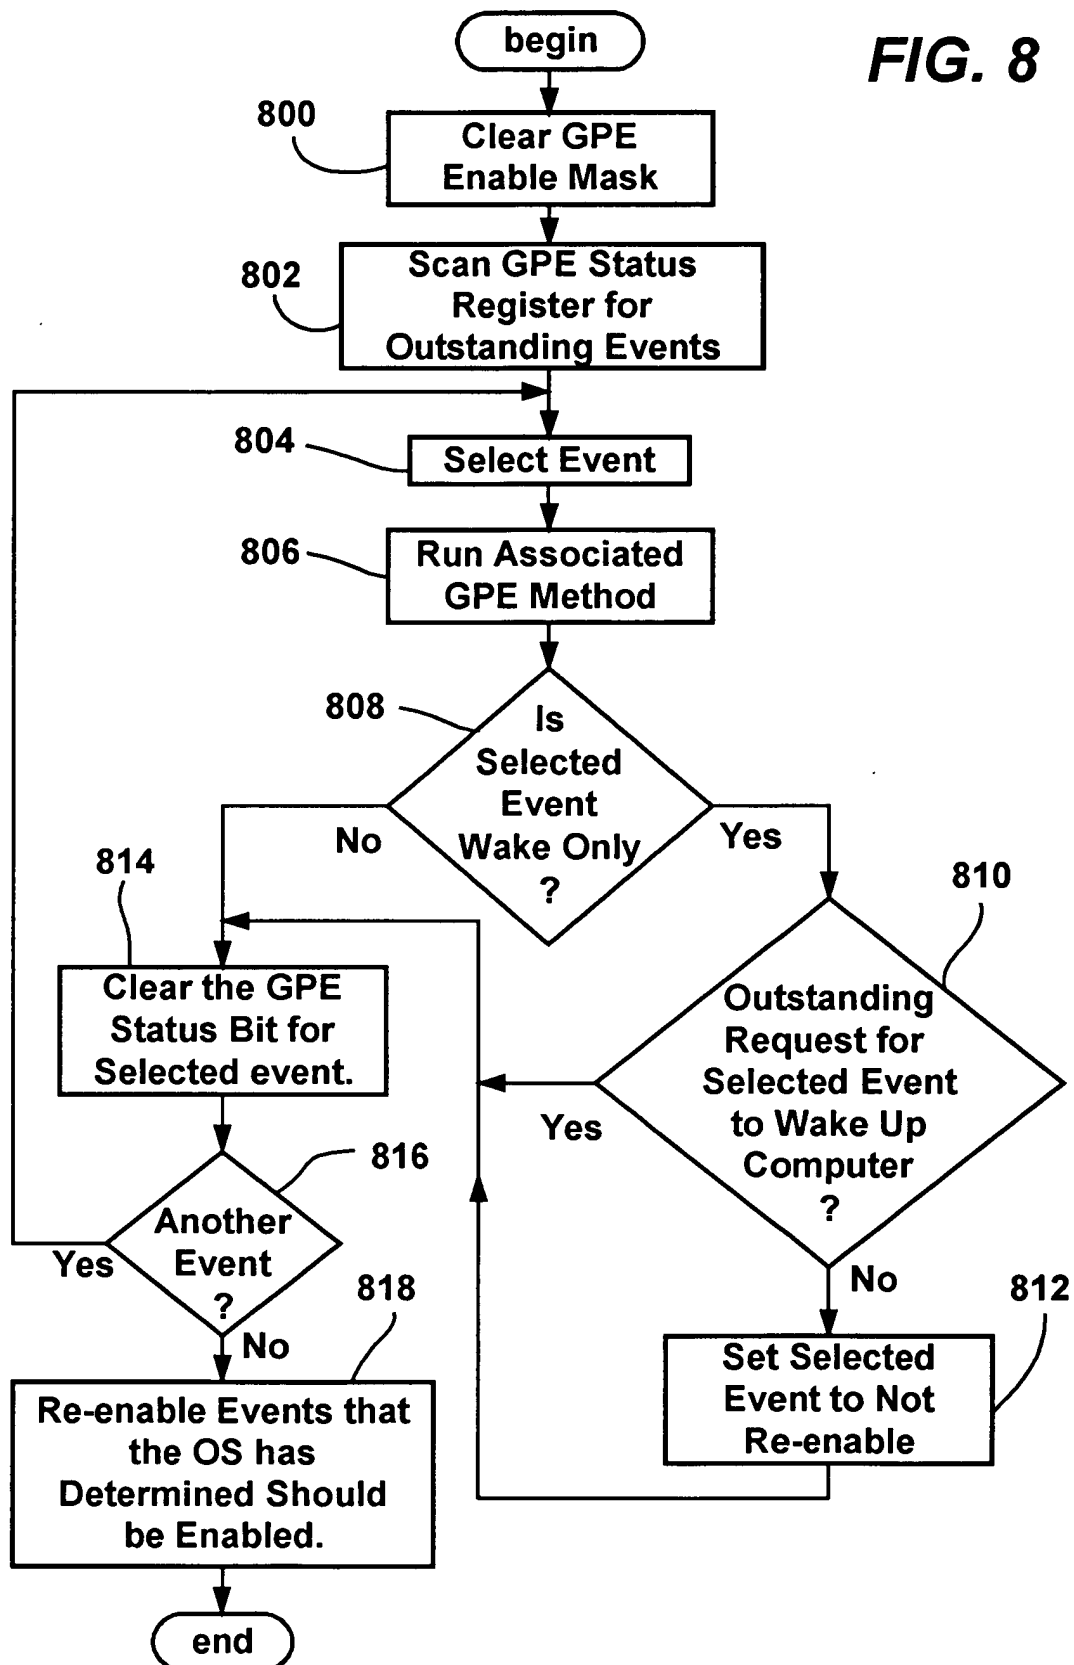 begin
FIG. 8
800
Clear GPE
Enable Mask
802
Scan GPE Status
Register for
Outstanding Events
804
Select Event
806
Run Associated
GPE Method
808
Is
Selected
Event
Wake Only
?
No
Yes
814
810
Clear the GPE
Status Bit for
Selected event.
Outstanding
Request for
Selected Event
to Wake Up
Computer
?
Yes
816
Another
Event
?
Yes
No
818
No
812
Set Selected
Event to Not
Re-enable
Re-enable Events that
the OS has
Determined Should
be Enabled.
end